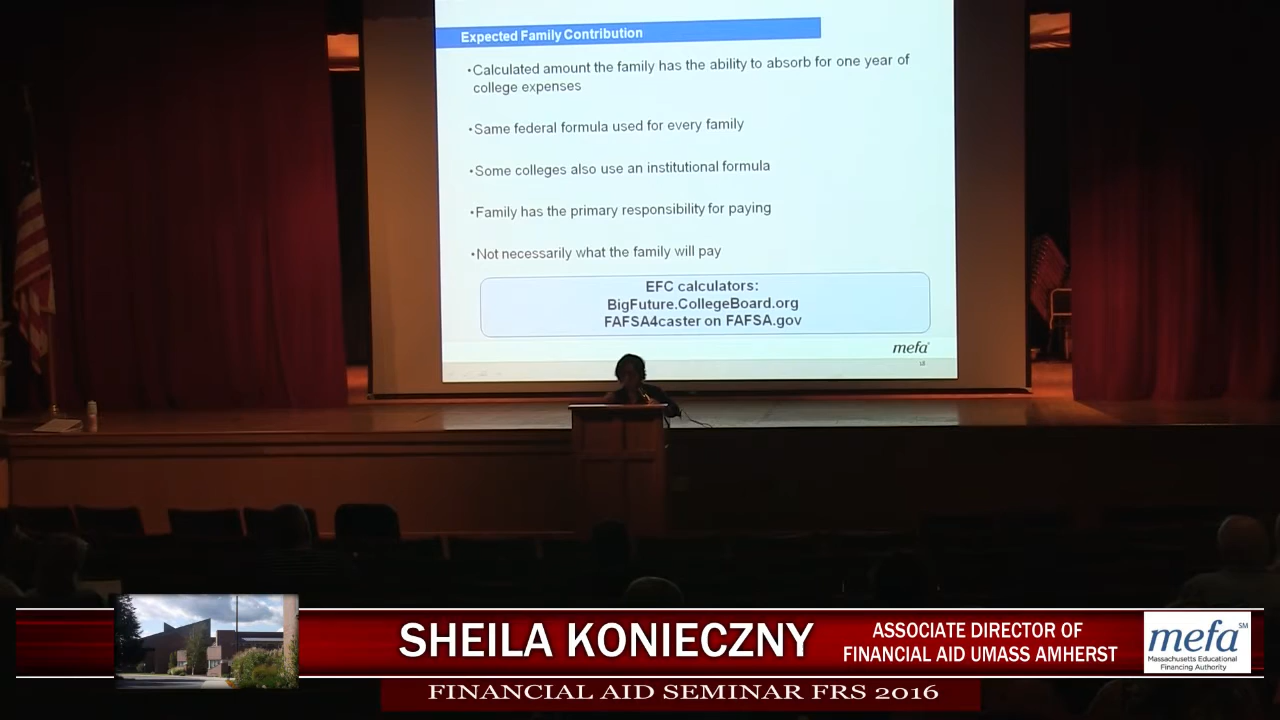 Expected Family Contribution
•Calculated amount the family has the ability to absorb for one year of
college expenses
•Same federal formula used for every family
•Some colleges also use an institutional formula
•Family has the primary responsibility for paying
•Not necessarily what the family will pay
EFC calculators:
BigFuture.CollegeBoard.org
FAFSA4caster on FAFSA.gov
mefa
SHEILA KONIECZNY
ASSOCIATE DIRECTOR OF
FINANCIAL AID UMASS AMHERST
mefa SM
Massachusetts Educational
Financing Authority
FINANCIAL AID SEMINAR FRS 2016